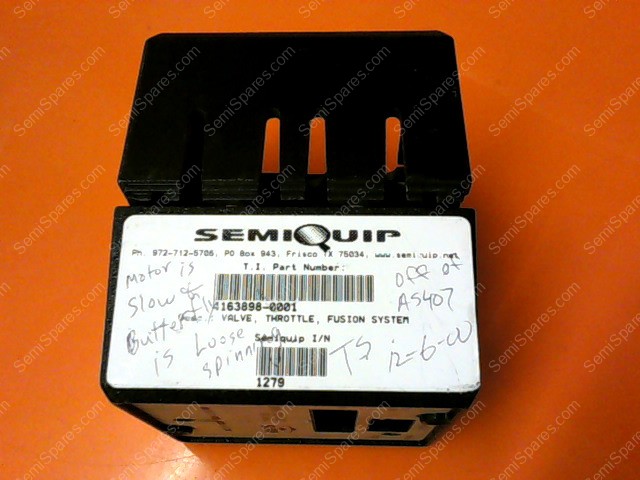 SEMIQUIP
PH. 972-712-5705, PO Box 943, Frisco TX 75034, www.semiquip.net
T.I. Part Number:
4163898-0001
: VALVE, THROTTLE, FUSION SYSTEM
Semiquip I/N
1279
Motor is
Slow &
Butterfly
is Loose
spinning
off of
AS407
TS 12-6-00
SemiSpares.com